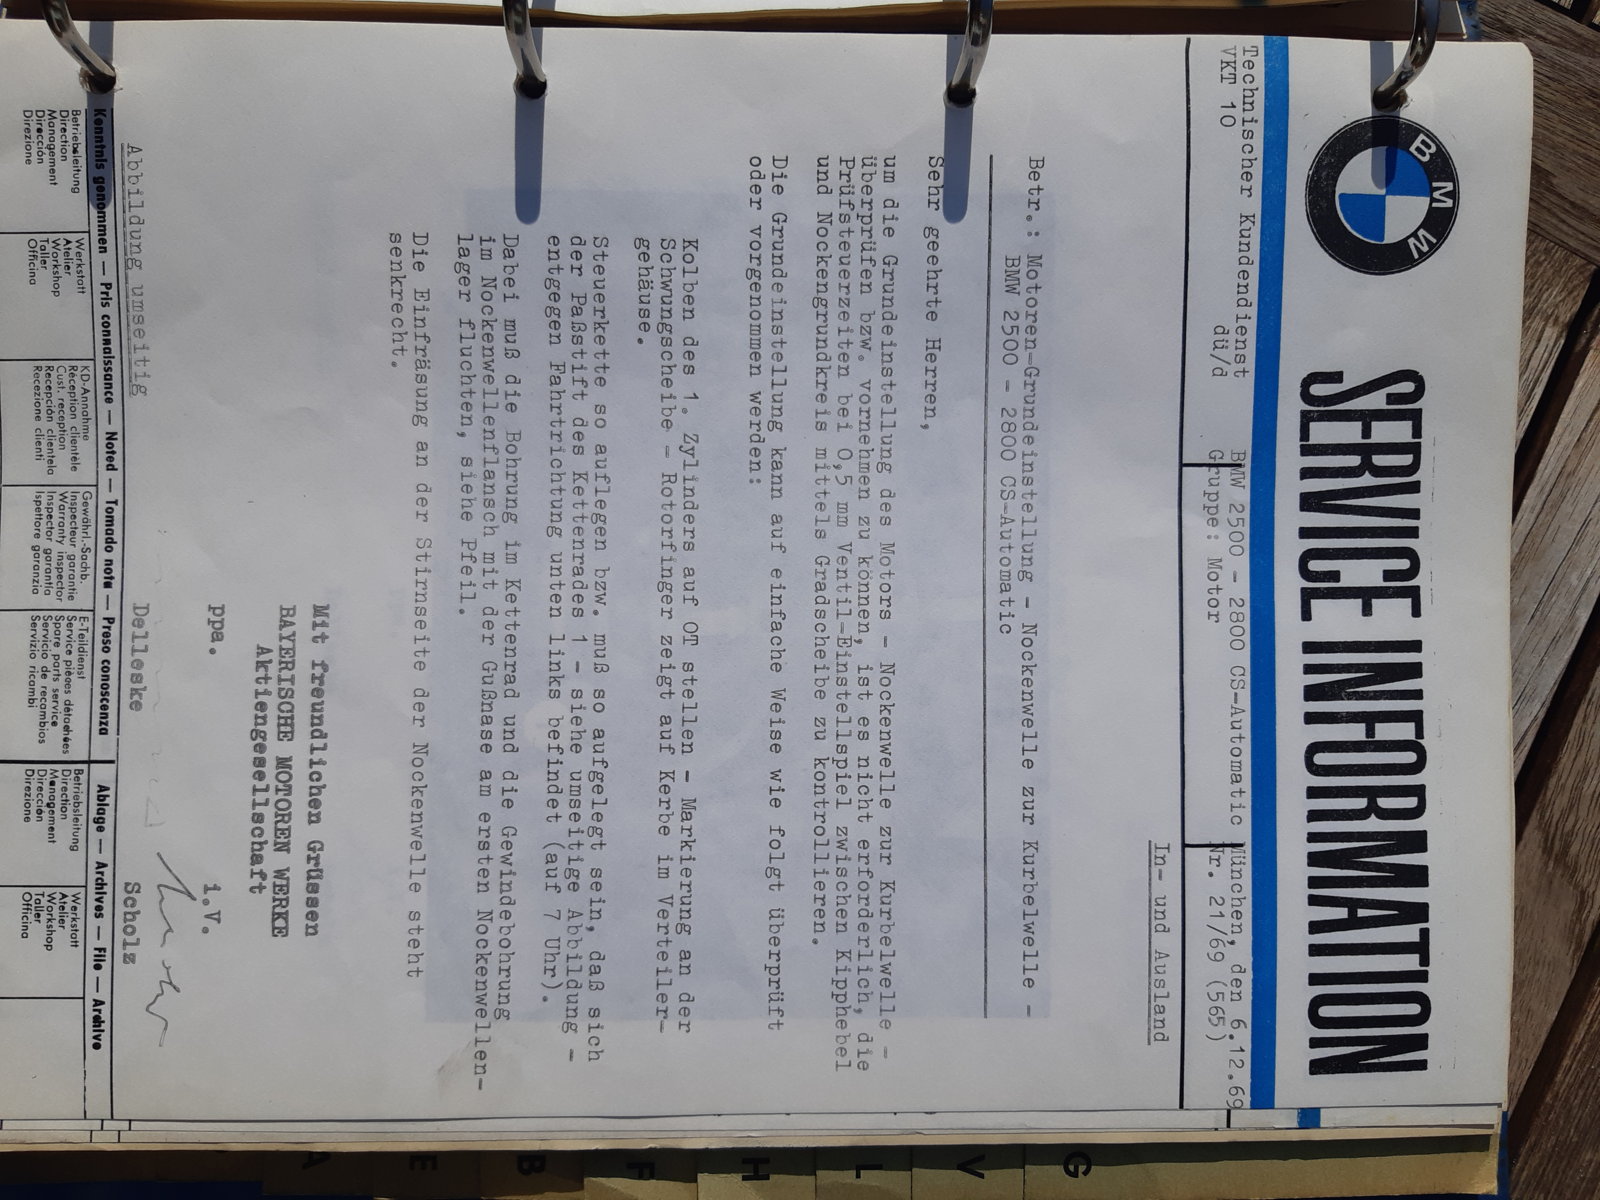 BMW
SERVICE INFORMATION
Technischer Kundendienst
VKT 10 dü/d
BMW 2500 - 2800 CS-Automatic
Gruppe: Motor
München, den 6.12.69
Nr. 21/69 (565)
In- und Ausland
Betr.: Motoren-Grundeinstellung - Nockenwelle zur Kurbelwelle -
BMW 2500 - 2800 CS-Automatic
Sehr geehrte Herren,
um die Grundeinstellung des Motors - Nockenwelle zur Kurbelwelle -
überprüfen bzw. vornehmen zu können, ist es nicht erforderlich, die
Prüfsteuerzeiten bei 0,5 mm Ventil-Einstellspiel zwischen Kipphebel
und Nockengrundkreis mittels Gradscheibe zu kontrollieren.
Die Grundeinstellung kann auf einfache Weise wie folgt überprüft
oder vorgenommen werden:
Kolben des 1. Zylinders auf OT stellen - Markierung an der
Schwungscheibe - Rotorfinger zeigt auf Kerbe im Verteiler-
gehäuse.
Steuerkette so auflegen bzw. muß so aufgelegt sein, daß sich
der Paßstift des Kettenrades 1 - siehe umseitige Abbildung -
entgegen Fahrtrichtung unten links befindet (auf 7 Uhr).
Dabei muß die Bohrung im Kettenrad und die Gewindebohrung
im Nockenwellenflansch mit der Gußnase am ersten Nockenwellen-
lager fluchten, siehe Pfeil.
Die Einfräsung an der Stirnseite der Nockenwelle steht
senkrecht.
Mit freundlichen Grüssen
BAYERISCHE MOTOREN WERKE
Aktiengesellschaft
ppa. i.V.
Abbildung umseitig
Delleske Scholz
Kenntnis genommen — Pris connaissance — Noted — Tomado nota — Preso conoscenza
Ablage — Archives — File — Archivo
Betriebsleitung
Direction
Management
Dirección
Direzione
Werkstatt
Atelier
Workshop
Taller
Officina
KD-Annahme
Réception clientèle
Cust. reception
Recepción clientela
Recezione clienti
Gewährl.-Sachb.
Inspecteur garantie
Warranty inspector
Inspector garantía
Ispettore garanzia
E-Teildienst
Service pièces détachées
Spare parts service
Servicio de recambios
Servizio ricambi
Betriebsleitung
Direction
Management
Dirección
Direzione
Werkstatt
Atelier
Workshop
Taller
Officina
A E B F H L V G